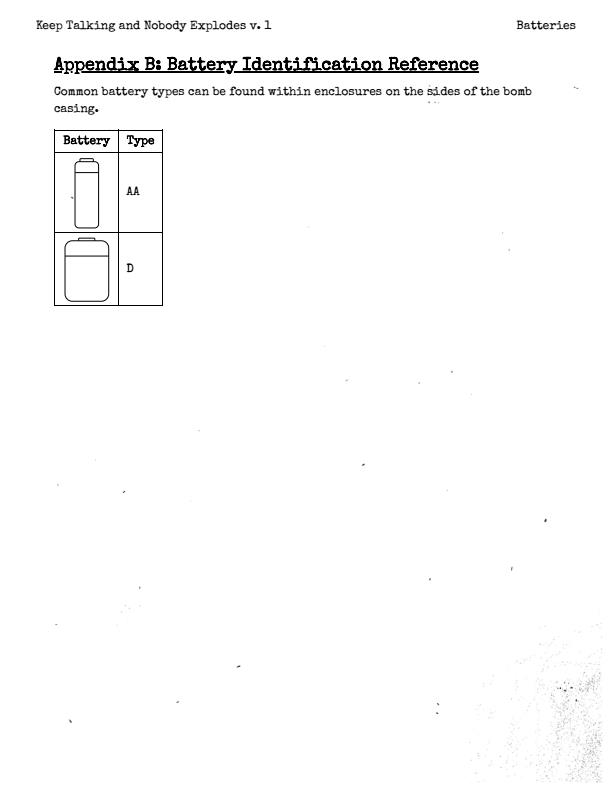 Keep Talking and Nobody Explodes v. 1
Batteries
Appendix B: Battery Identification Reference
Common battery types can be found within enclosures on the sides of the bomb
casing.
Battery Type
AA
D